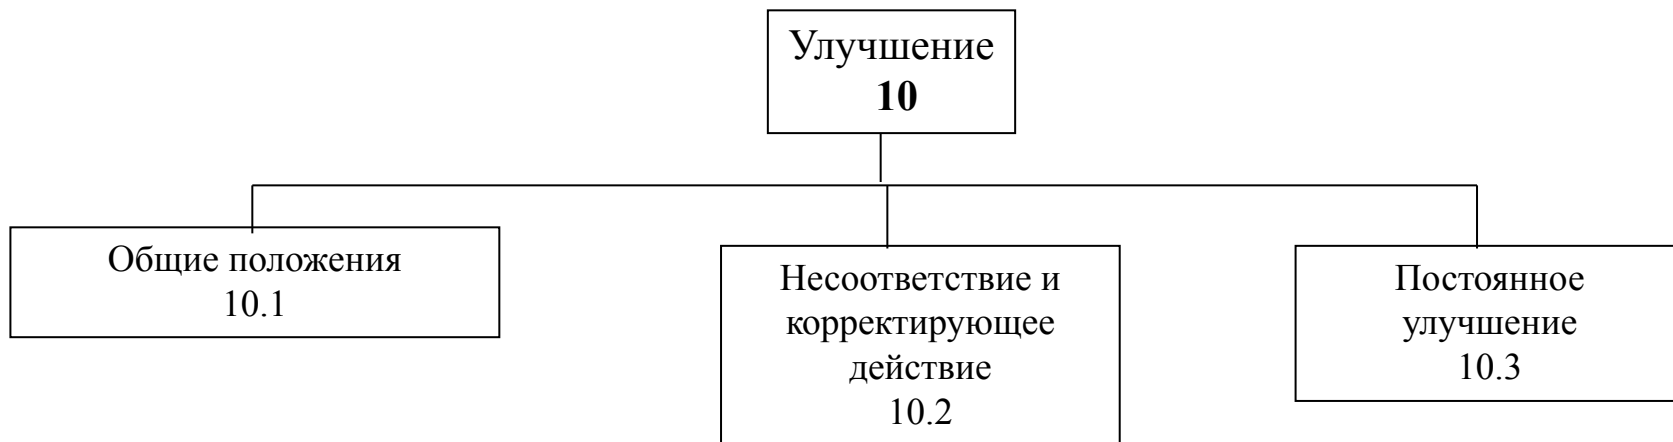 Улучшение
10
Общие положения
10.1
Несоответствие и
корректирующее
действие
10.2
Постоянное
улучшение
10.3